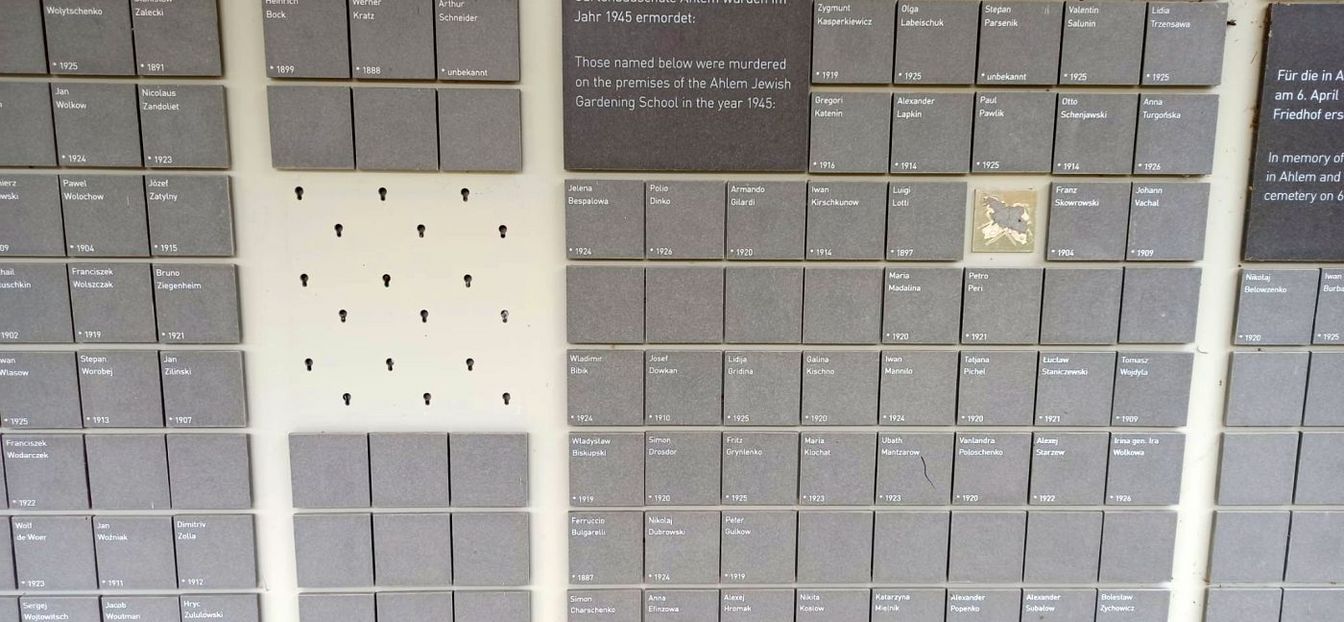 Wolytschenko
* 1925
Zalecki
* 1891
Jan
Wolkow
* 1924
Nicolaus
Zandoliet
* 1923
Pawel
Wolochow
* 1904
Józef
Zatylny
* 1915
Franciszek
Wolszczak
* 1919
Bruno
Ziegenheim
* 1921
* 1925
Stepan
Worobej
* 1913
Jan
Zilinski
* 1907
Franciszek
Wodarczek
* 1922
Wolf
de Woer
* 1923
Jan
Woźniak
* 1911
Dimitriv
Zolla
* 1912
Sergej
Wojtowitsch
Jacob
Woutman
Hryc
Zululowski
Heinrich
Bock
* 1899
Werner
Kratz
* 1888
Arthur
Schneider
* unbekannt
Jahr 1945 ermordet:
Those named below were murdered
on the premises of the Ahlem Jewish
Gardening School in the year 1945:
Zygmunt
Kasperkiewicz
* 1919
Olga
Labeischuk
* 1925
Stepan
Parsenik
* unbekannt
Valentin
Salunin
* 1925
Lidia
Trzensawa
* 1925
Gregori
Katenin
* 1916
Alexander
Lapkin
* 1914
Paul
Pawlik
* 1925
Otto
Schenjawski
* 1914
Anna
Turgońska
* 1926
Jelena
Bespalowa
* 1924
Polio
Dinko
* 1926
Armando
Gilardi
* 1920
Iwan
Kirschkunow
* 1914
Luigi
Lotti
* 1897
Franz
Skowrowski
* 1904
Johann
Vachal
* 1909
Maria
Madalina
* 1920
Petro
Peri
* 1921
Wladimir
Bibik
* 1924
Josef
Dowkan
* 1910
Lidija
Gridina
* 1925
Galina
Kischno
* 1920
Iwan
Mannilo
* 1924
Tatjana
Pichel
* 1920
Łucław
Staniczewski
* 1921
Tomasz
Wojdyla
* 1909
Władysław
Biskupski
* 1919
Simon
Drosdor
* 1920
Fritz
Grynlenko
* 1925
Maria
Klochat
* 1923
Ubath
Mantzarow
* 1923
Vanlandra
Poloschenko
* 1920
Alexej
Starzew
* 1922
Irina gen. Ira
Wolkowa
* 1926
Ferruccio
Bulgarelli
* 1887
Nikolaj
Dubrowski
* 1924
Peter
Gulkow
* 1919
Simon
Charschenko
Anna
Efinzowa
Alexej
Hromak
Nikita
Koslow
Katarzyna
Mielnik
Alexander
Popenko
Alexander
Subalow
Bolesław
Zychowicz
Für die in A
am 6. April
Friedhof ers
In memory of
in Ahlem and
cemetery on 6
Nikolaj
Belowzenko
* 1920
Iwan
Burba
* 1925